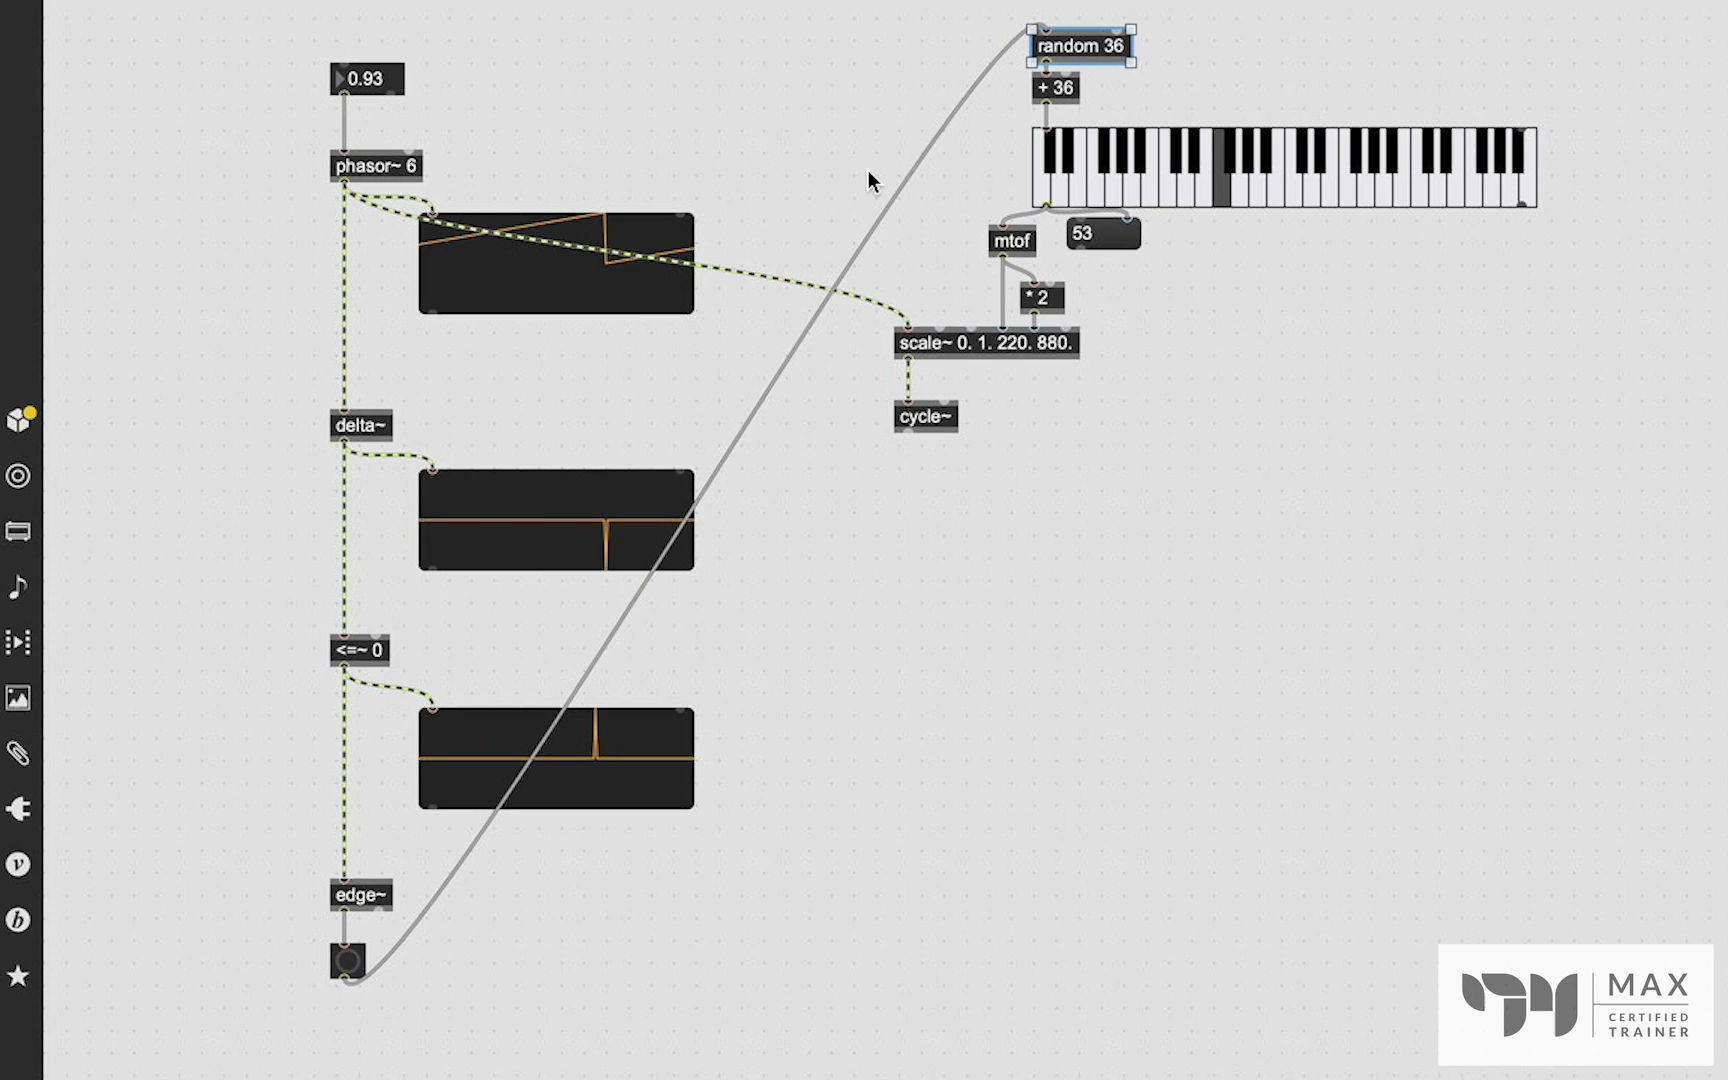 0.93
phasor~ 6
delta~
<=~ 0
edge~
random 36
+ 36
53
mtof
* 2
scale~ 0. 1. 220. 880.
cycle~
v
b
MAX
CERTIFIED
TRAINER